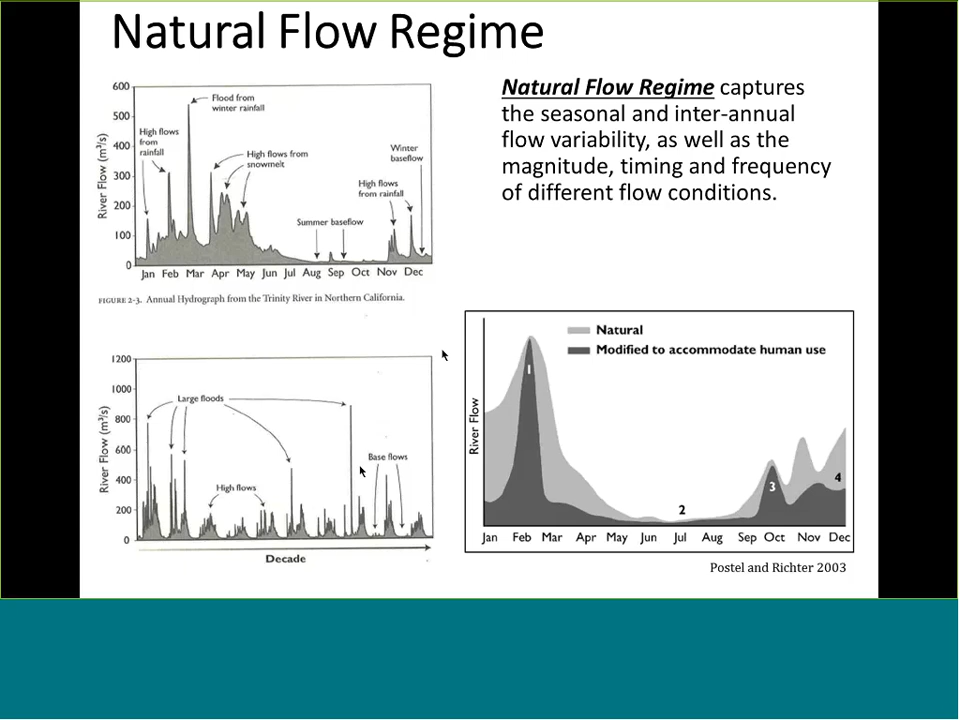 Natural Flow Regime
Natural Flow Regime captures
the seasonal and inter-annual
flow variability, as well as the
magnitude, timing and frequency
of different flow conditions.
600
500
400
300
200
100
0
River Flow (m³/s)
Flood from
winter rainfall
High flows
from
rainfall
High flows from
snowmelt
Winter
baseflow
High flows
from rainfall
Summer baseflow
Jan Feb Mar Apr May Jun Jul Aug Sep Oct Nov Dec
FIGURE 2-3. Annual Hydrograph from the Trinity River in Northern California.
1200
1000
800
600
400
200
0
River Flow (m³/s)
Large floods
Base flows
High flows
Decade
Natural
Modified to accommodate human use
River Flow
1
2
3
4
Jan Feb Mar Apr May Jun Jul Aug Sep Oct Nov Dec
Postel and Richter 2003